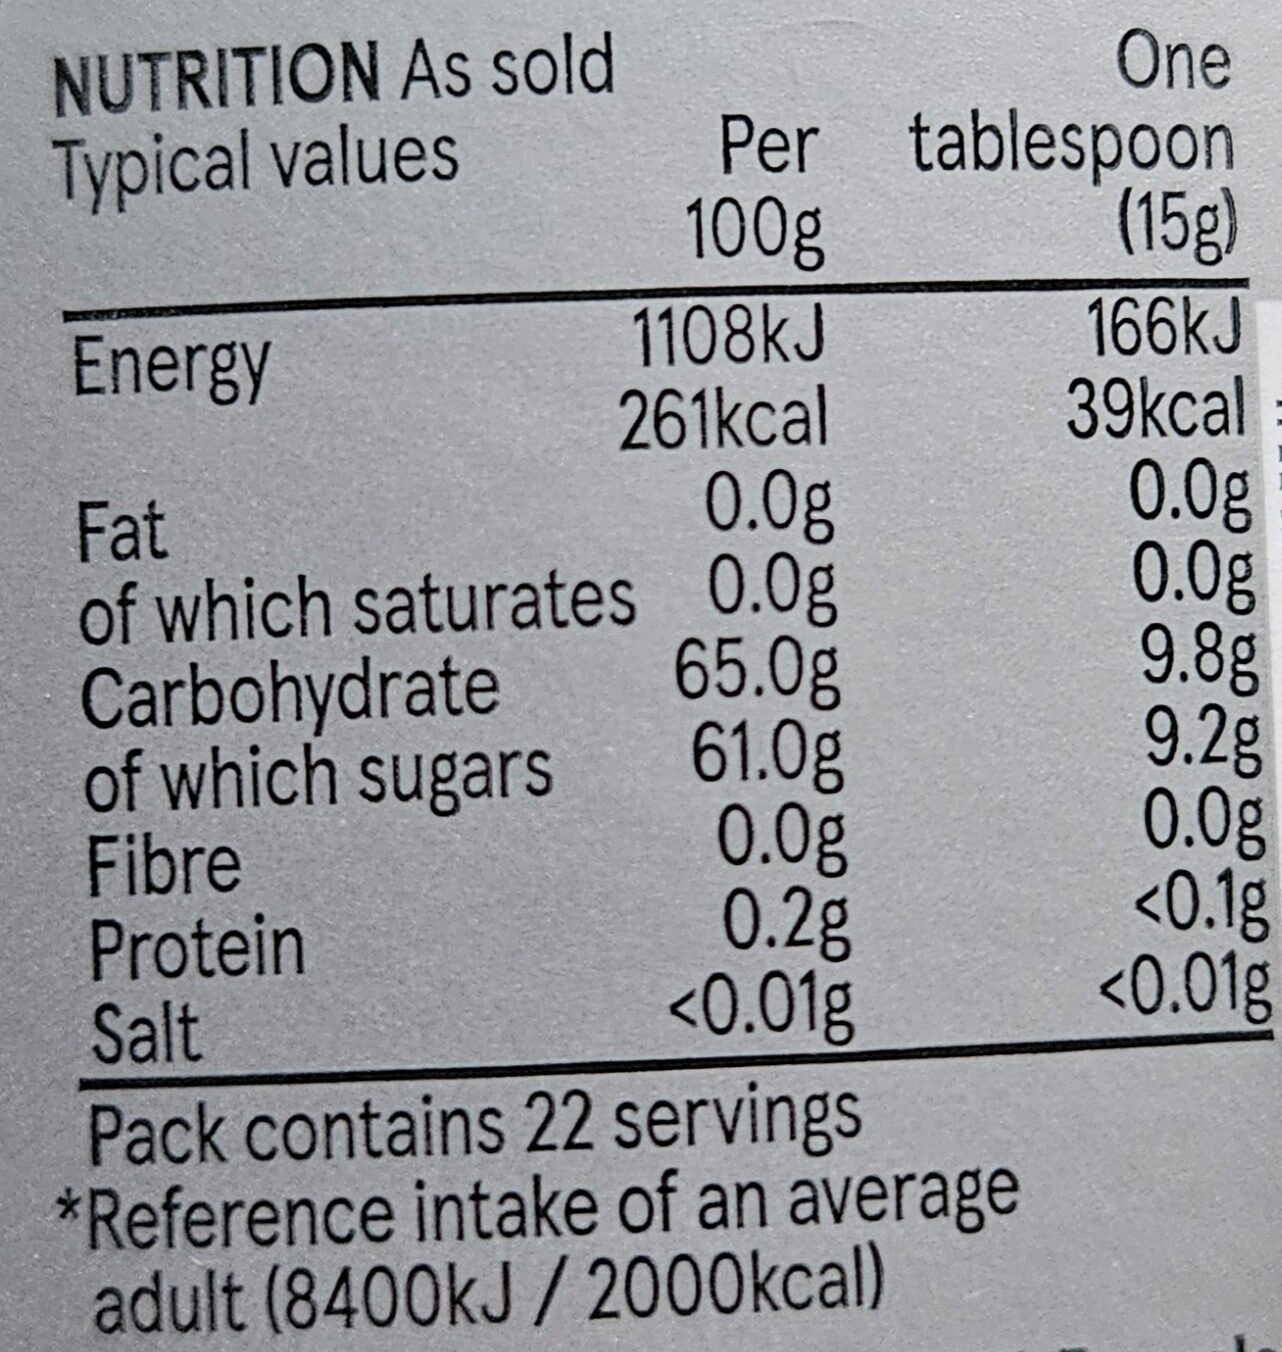 NUTRITION As sold One
Typical values Per tablespoon
100g (15g)
Energy 1108kJ 166kJ
261kcal 39kcal
Fat 0.0g 0.0g
of which saturates 0.0g 0.0g
Carbohydrate 65.0g 9.8g
of which sugars 61.0g 9.2g
Fibre 0.0g 0.0g
Protein 0.2g <0.1g
Salt <0.01g <0.01g
Pack contains 22 servings
*Reference intake of an average
adult (8400kJ / 2000kcal)